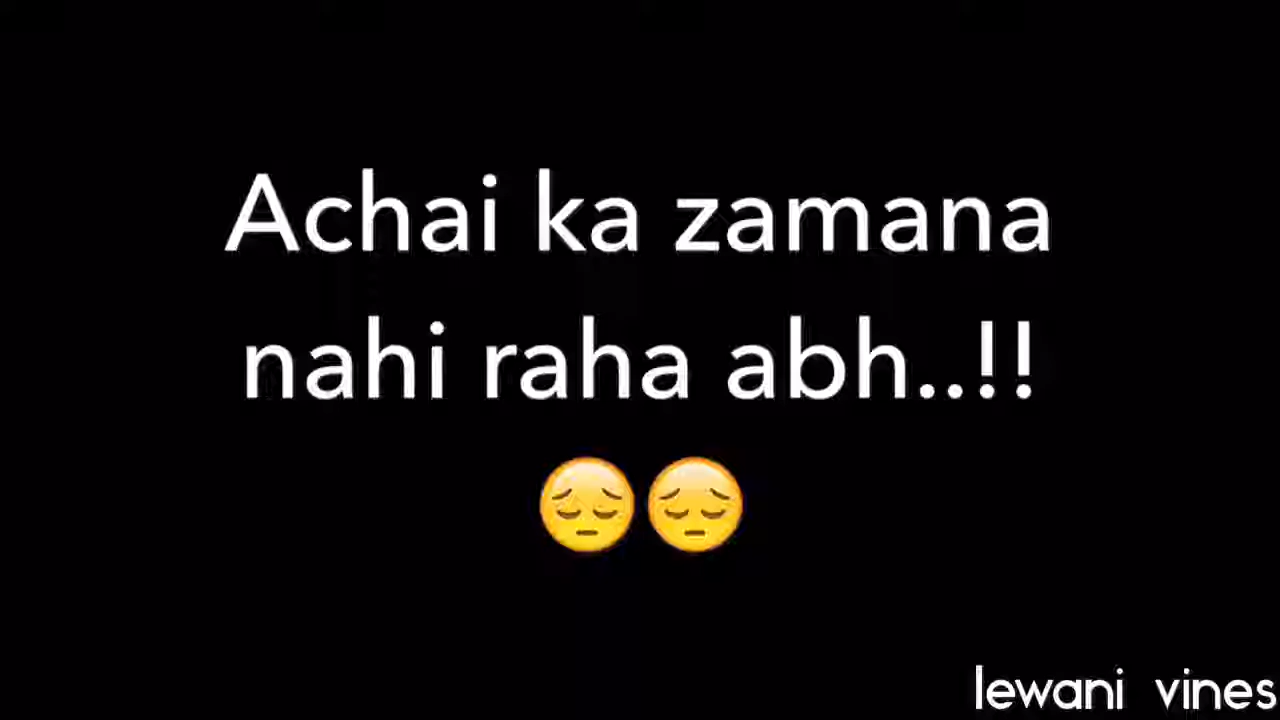 Achai ka zamana
nahi raha abh..!!
😔😔
lewani vines